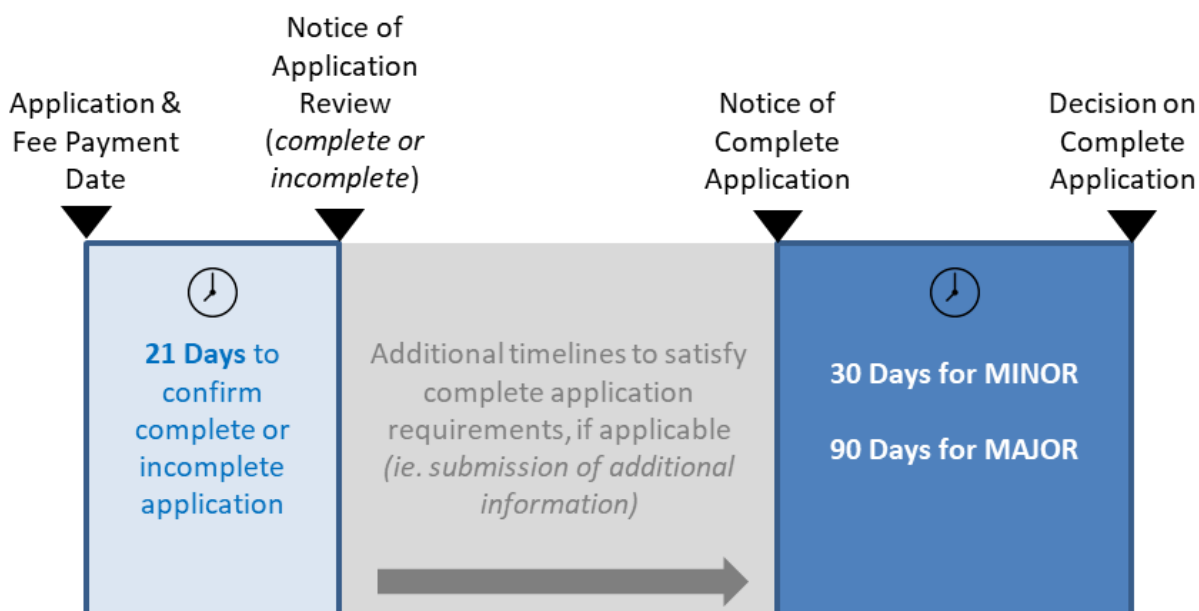 Application &
Fee Payment
Date
Notice of
Application
Review
(complete or
incomplete)
Notice of
Complete
Application
Decision on
Complete
Application
21 Days to
confirm
complete or
incomplete
application
Additional timelines to satisfy
complete application
requirements, if applicable
(ie. submission of additional
information)
30 Days for MINOR
90 Days for MAJOR